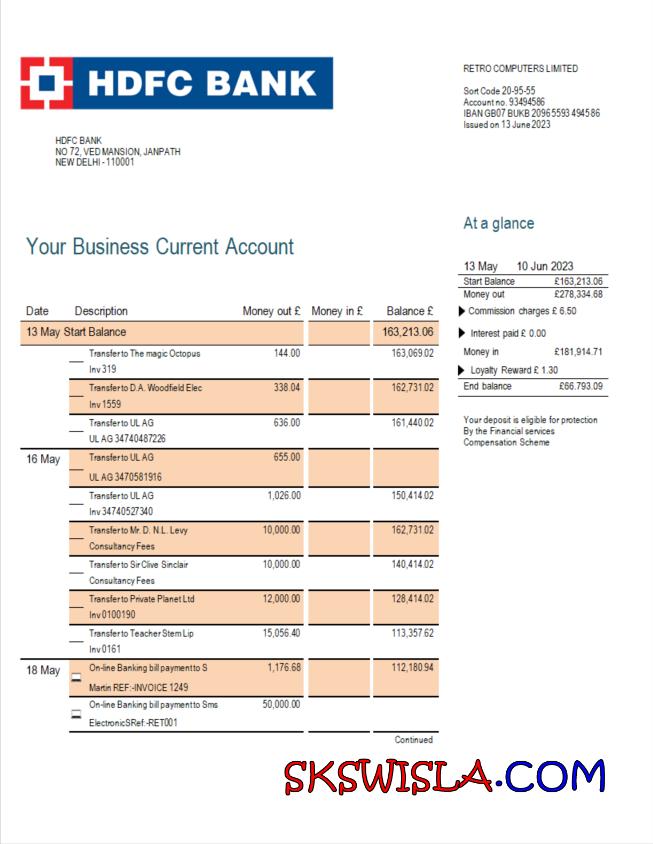 HDFC BANK
RETRO COMPUTERS LIMITED
Sort Code 20-95-55
Account no. 93494586
IBAN GB07 BUKB 2096 5593 4945 86
Issued on 13 June 2023
HDFC BANK
NO 72, VED MANSION, JANPATH
NEW DELHI - 110001
At a glance
Your Business Current Account
13 May 10 Jun 2023
Start Balance £163,213.06
Money out £278,334.68
Commission charges £ 6.50
Interest paid £ 0.00
Money in £181,914.71
Loyalty Reward £ 1.30
End balance £66.793.09
Your deposit is eligible for protection
By the Financial services
Compensation Scheme
Date Description Money out £ Money in £ Balance £
13 May Start Balance 163,213.06
Transfer to The magic Octopus 144.00 163,069.02
Inv 319
Transfer to D.A. Woodfield Elec 338.04 162,731.02
Inv 1559
Transfer to UL AG 636.00 161,440.02
UL AG 34740487226
16 May Transfer to UL AG 655.00
UL AG 3470581916
Transfer to UL AG 1,026.00 150,414.02
Inv 34740527340
Transfer to Mr. D. N.L. Levy 10,000.00 162,731.02
Consultancy Fees
Transfer to Sir Clive Sinclair 10,000.00 140,414.02
Consultancy Fees
Transfer to Private Planet Ltd 12,000.00 128,414.02
Inv 0100190
Transfer to Teacher Stem Lip 15,056.40 113,357.62
Inv 0161
18 May On-line Banking bill payment to S 1,176.68 112,180.94
Martin REF:-INVOICE 1249
On-line Banking bill payment to Sms 50,000.00
ElectronicSRef:-RET001
Continued
SKSWISLA.COM